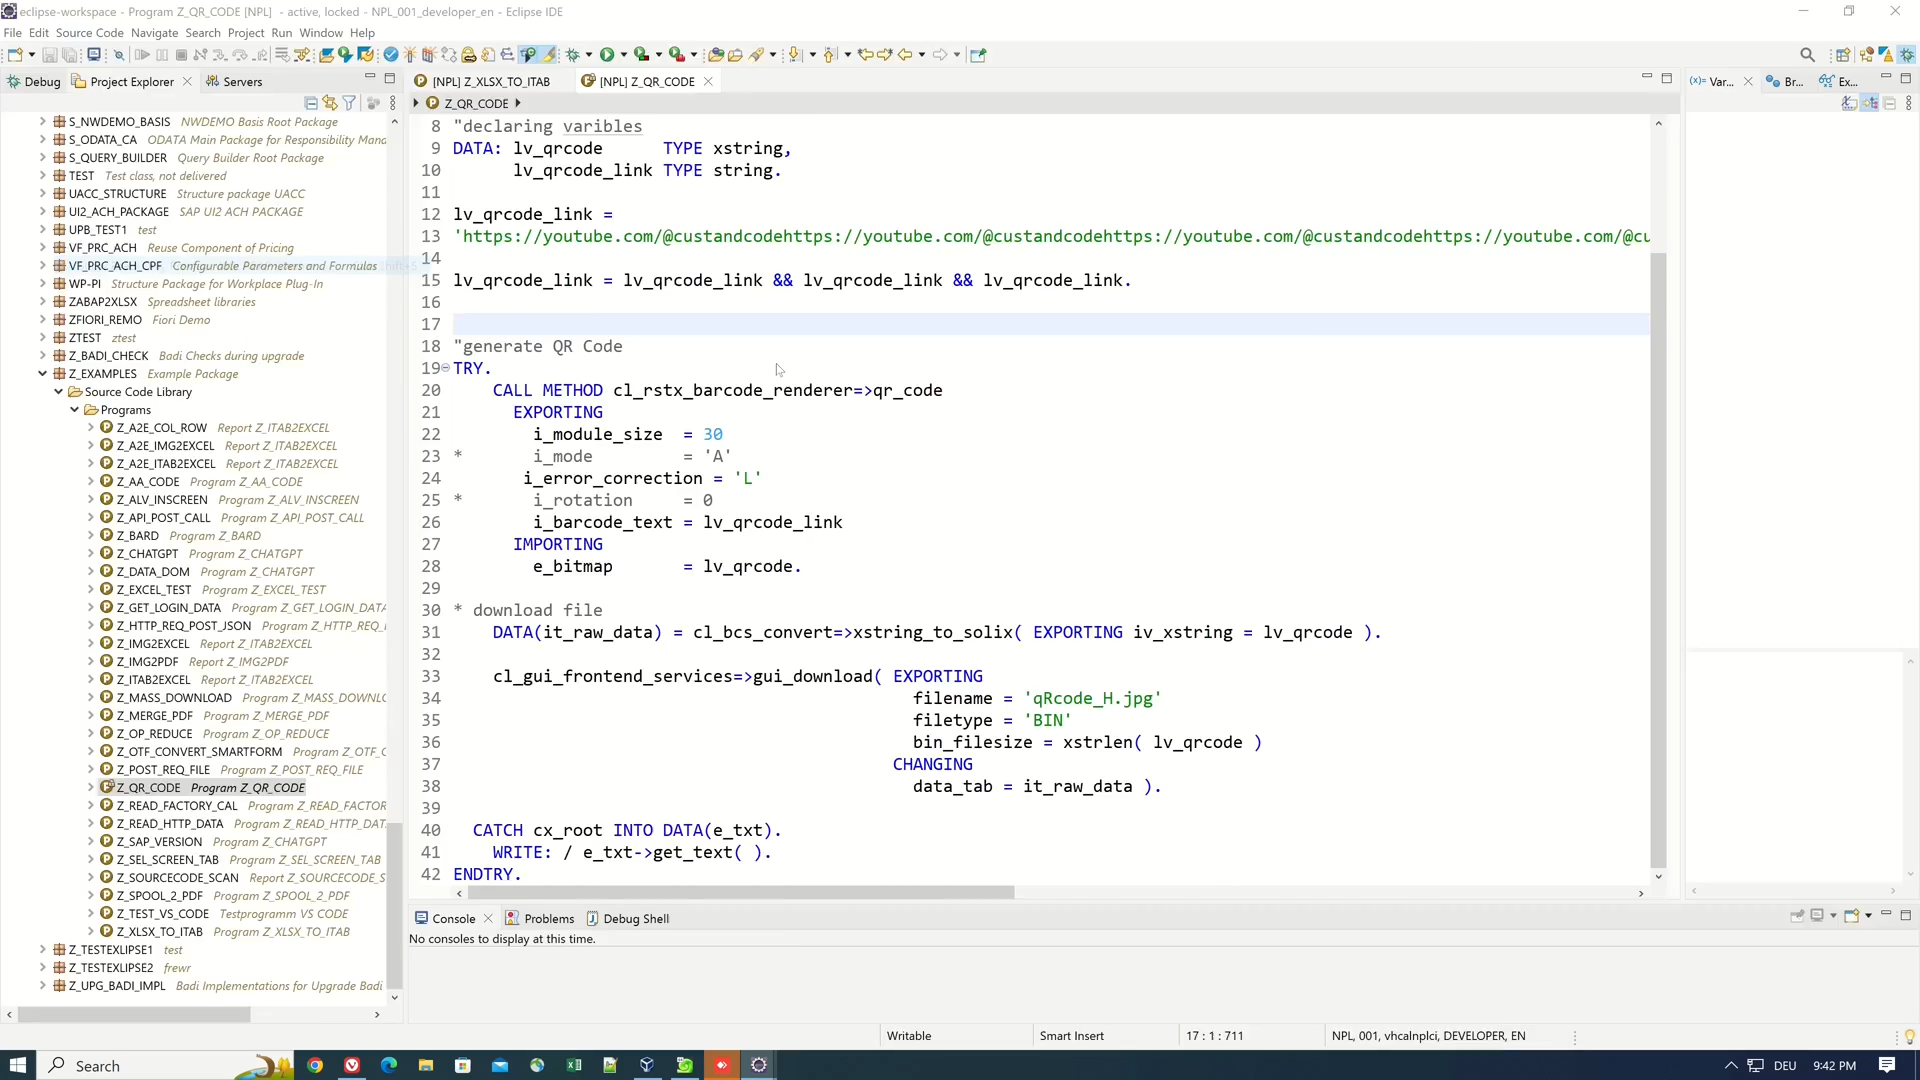 eclipse-workspace - Program Z_QR_CODE [NPL]  - active, locked - NPL_001_developer_en - Eclipse IDE
File Edit Source Code Navigate Search Project Run Window Help
Debug Project Explorer Servers
[NPL] Z_XLSX_TO_ITAB [NPL] Z_QR_CODE
(x)= Var... Br... Ex...
Z_QR_CODE
S_NWDEMO_BASIS NWDEMO Basis Root Package
S_ODATA_CA ODATA Main Package for Responsibility Mana
S_QUERY_BUILDER Query Builder Root Package
TEST Test class, not delivered
UACC_STRUCTURE Structure package UACC
UI2_ACH_PACKAGE SAP UI2 ACH PACKAGE
UPB_TEST1 test
VF_PRC_ACH Reuse Component of Pricing
VF_PRC_ACH_CPF Configurable Parameters and Formulas
WP-PI Structure Package for Workplace Plug-In
ZABAP2XLSX Spreadsheet libraries
ZFIORI_REMO Fiori Demo
ZTEST ztest
Z_BADI_CHECK Badi Checks during upgrade
Z_EXAMPLES Example Package
Source Code Library
Programs
Z_A2E_COL_ROW Report Z_ITAB2EXCEL
Z_A2E_IMG2EXCEL Report Z_ITAB2EXCEL
Z_A2E_ITAB2EXCEL Report Z_ITAB2EXCEL
Z_AA_CODE Program Z_AA_CODE
Z_ALV_INSCREEN Program Z_ALV_INSCREEN
Z_API_POST_CALL Program Z_API_POST_CALL
Z_BARD Program Z_BARD
Z_CHATGPT Program Z_CHATGPT
Z_DATA_DOM Program Z_CHATGPT
Z_EXCEL_TEST Program Z_EXCEL_TEST
Z_GET_LOGIN_DATA Program Z_GET_LOGIN_DATA
Z_HTTP_REQ_POST_JSON Program Z_HTTP_REQ_I
Z_IMG2EXCEL Report Z_ITAB2EXCEL
Z_IMG2PDF Report Z_IMG2PDF
Z_ITAB2EXCEL Report Z_ITAB2EXCEL
Z_MASS_DOWNLOAD Program Z_MASS_DOWNLO
Z_MERGE_PDF Program Z_MERGE_PDF
Z_OP_REDUCE Program Z_OP_REDUCE
Z_OTF_CONVERT_SMARTFORM Program Z_OTF_C
Z_POST_REQ_FILE Program Z_POST_REQ_FILE
Z_QR_CODE Program Z_QR_CODE
Z_READ_FACTORY_CAL Program Z_READ_FACTOR
Z_READ_HTTP_DATA Program Z_READ_HTTP_DAT
Z_SAP_VERSION Program Z_CHATGPT
Z_SEL_SCREEN_TAB Program Z_SEL_SCREEN_TAB
Z_SOURCECODE_SCAN Report Z_SOURCECODE_S
Z_SPOOL_2_PDF Program Z_SPOOL_2_PDF
Z_TEST_VS_CODE Testprogramm VS CODE
Z_XLSX_TO_ITAB Program Z_XLSX_TO_ITAB
Z_TESTEXLIPSE1 test
Z_TESTEXLIPSE2 frewr
Z_UPG_BADI_IMPL Badi Implementations for Upgrade Badi
8 "declaring varibles
9 DATA: lv_qrcode      TYPE xstring,
10       lv_qrcode_link TYPE string.
11
12 lv_qrcode_link =
13 'https://youtube.com/@custandcodehttps://youtube.com/@custandcodehttps://youtube.com/@custandcodehttps://youtube.com/@cu
14
15 lv_qrcode_link = lv_qrcode_link && lv_qrcode_link && lv_qrcode_link.
16
17
18 "generate QR Code
19 TRY.
20     CALL METHOD cl_rstx_barcode_renderer=>qr_code
21       EXPORTING
22         i_module_size  = 30
23 *       i_mode         = 'A'
24        i_error_correction = 'L'
25 *       i_rotation     = 0
26         i_barcode_text = lv_qrcode_link
27       IMPORTING
28         e_bitmap       = lv_qrcode.
29
30 * download file
31     DATA(it_raw_data) = cl_bcs_convert=>xstring_to_solix( EXPORTING iv_xstring = lv_qrcode ).
32
33     cl_gui_frontend_services=>gui_download( EXPORTING
34                                               filename = 'qRcode_H.jpg'
35                                               filetype = 'BIN'
36                                               bin_filesize = xstrlen( lv_qrcode )
37                                             CHANGING
38                                               data_tab = it_raw_data ).
39
40   CATCH cx_root INTO DATA(e_txt).
41     WRITE: / e_txt->get_text( ).
42 ENDTRY.
Console Problems Debug Shell
No consoles to display at this time.
Writable Smart Insert 17 : 1 : 711 NPL, 001, vhcalnplci, DEVELOPER, EN
Search DEU 9:42 PM